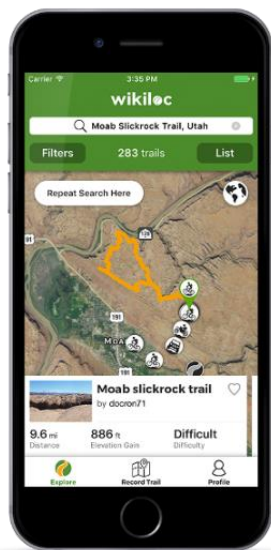 Carrier 3:35 PM
wikiloc
Moab Slickrock Trail, Utah
Filters 283 trails List
Repeat Search Here
128
191
191
MOA
Moab slickrock trail
by docron71
9.6 mi 886 ft Difficult
Distance Elevation Gain Difficulty
Explore Record Trail Profile